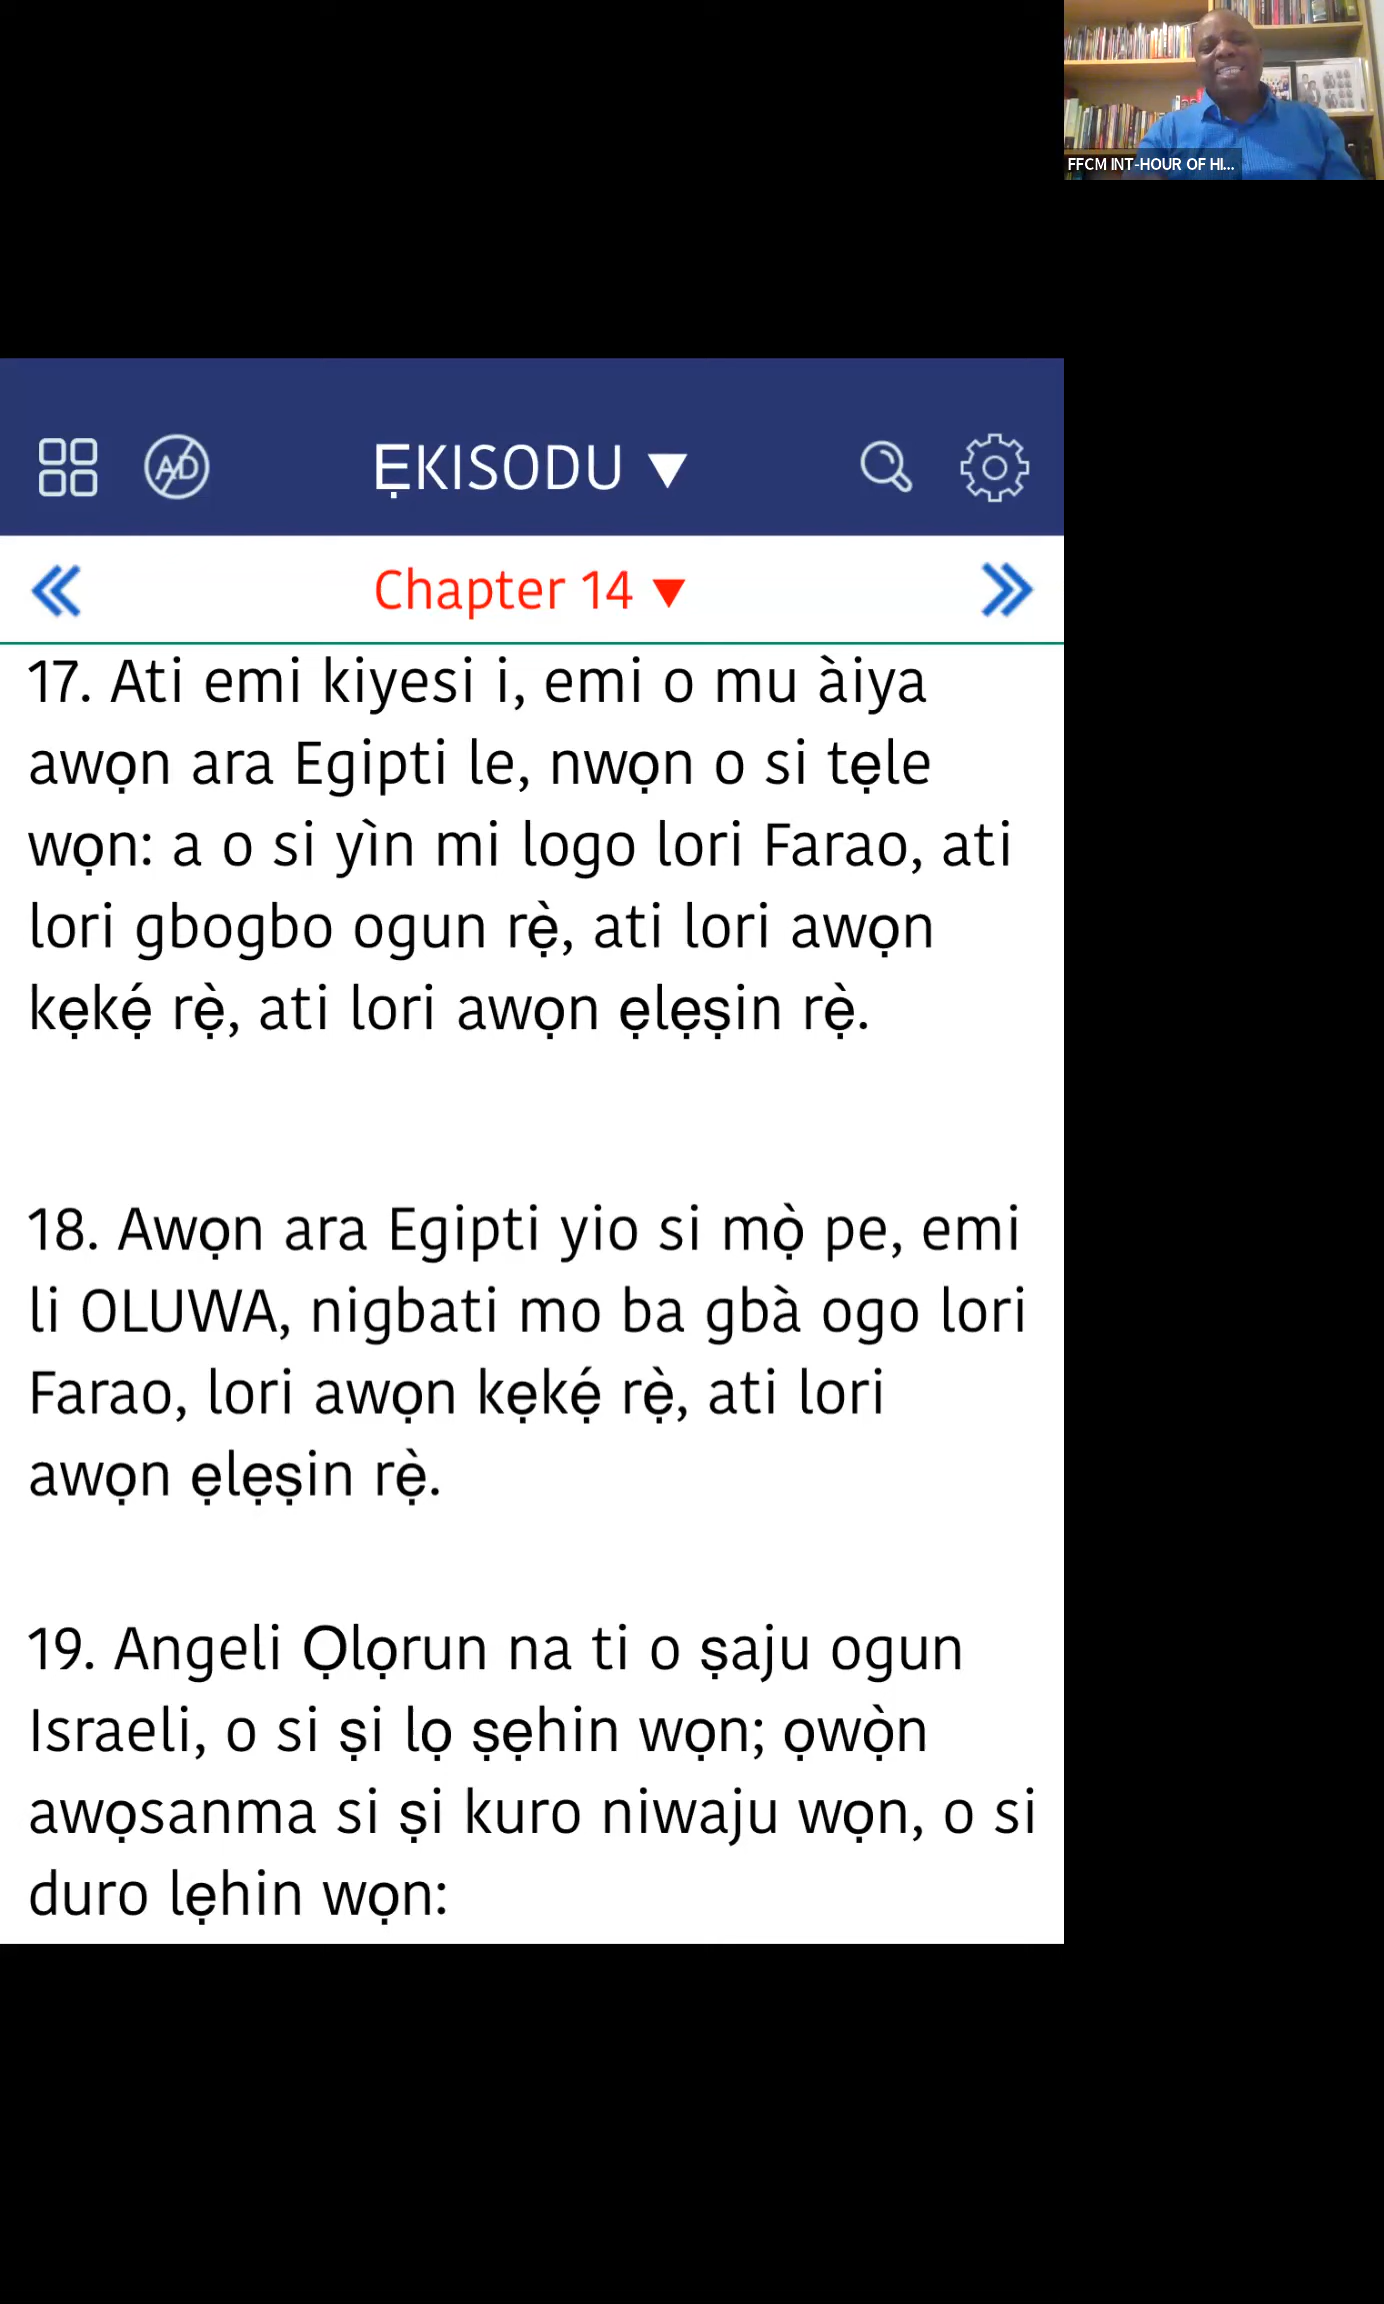 FFCM INT-HOUR OF HI...
AD
ẸKISODU ▼
Chapter 14 ▼
17. Ati emi kiyesi i, emi o mu àiya
awọn ara Egipti le, nwọn o si tẹle
wọn: a o si yìn mi logo lori Farao, ati
lori gbogbo ogun rẹ̀, ati lori awọn
kẹkẹ́ rẹ̀, ati lori awọn ẹlẹṣin rẹ̀.
18. Awọn ara Egipti yio si mọ̀ pe, emi
li OLUWA, nigbati mo ba gbà ogo lori
Farao, lori awọn kẹkẹ́ rẹ̀, ati lori
awọn ẹlẹṣin rẹ̀.
19. Angeli Ọlọrun na ti o ṣaju ogun
Israeli, o si ṣi lọ ṣẹhin wọn; ọwọ̀n
awọsanma si ṣi kuro niwaju wọn, o si
duro lẹhin wọn: